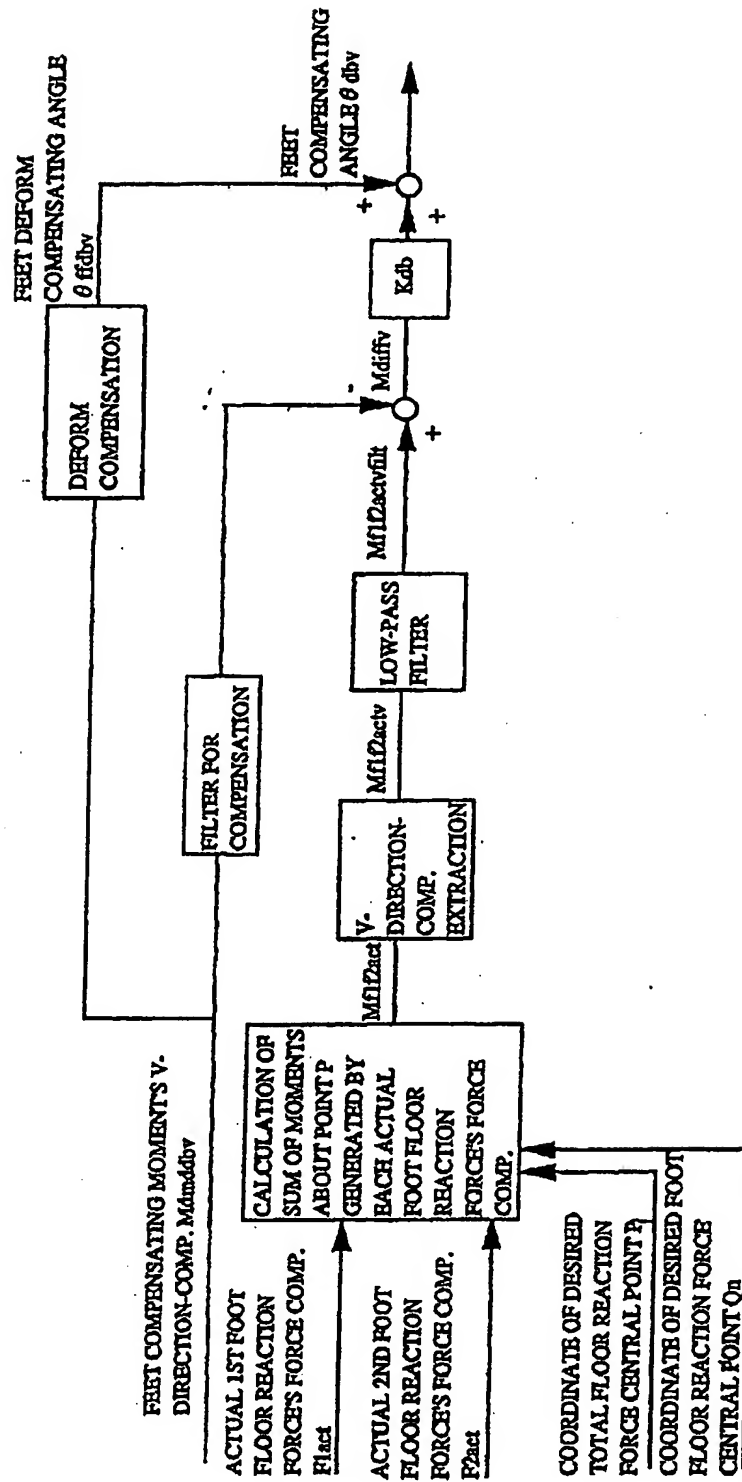 FEET COMPENSATING MOMENT'S V-
DIRECTION-COMP. Mdmddbv
DEFORM
COMPENSATION
FEET DEFORM
COMPENSATING ANGLE
θ ffdbv
FILTER FOR
COMPENSATION
FEET
COMPENSATING
ANGLE θ dbv
ACTUAL 1ST FOOT
FLOOR REACTION
FORCE'S FORCE COMP.
F1act
ACTUAL 2ND FOOT
FLOOR REACTION
FORCE'S FORCE COMP.
F2act
CALCULATION OF
SUM OF MOMENTS
ABOUT POINT P
GENERATED BY
EACH ACTUAL
FOOT FLOOR
REACTION
FORCE'S FORCE
COMP.
Mf1f2act
V-
DIRECTION-
COMP.
EXTRACTION
Mf1f2actv
LOW-PASS
FILTER
Mf1f2actvfilt
+
-
Mdiffv
Kdb
+
+
COORDINATE OF DESIRED
TOTAL FLOOR REACTION
FORCE CENTRAL POINT P
COORDINATE OF DESIRED FOOT
FLOOR REACTION FORCE
CENTRAL POINT Qn